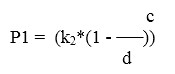 c
P1 = (k₂*(1 - ——))
d